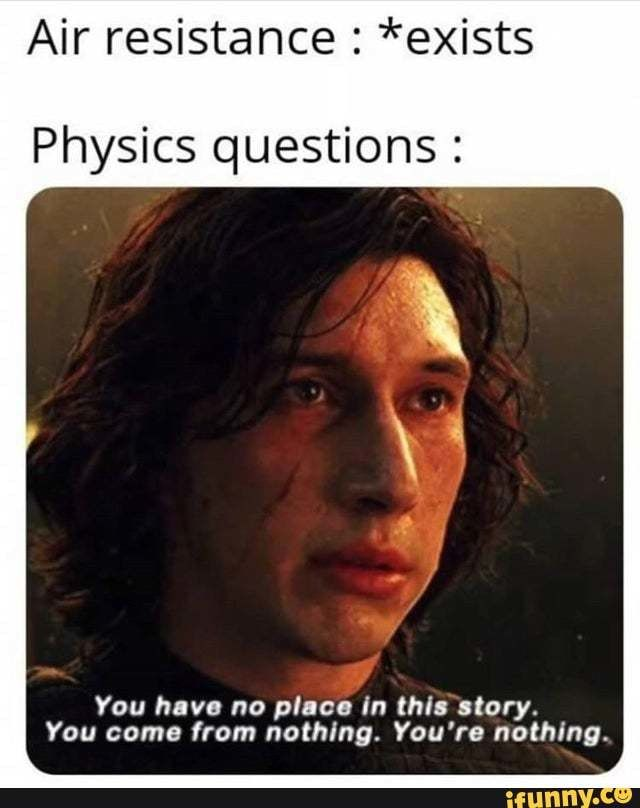 Air resistance : *exists
Physics questions :
You have no place in this story.
You come from nothing. You're nothing.
ifunny.co